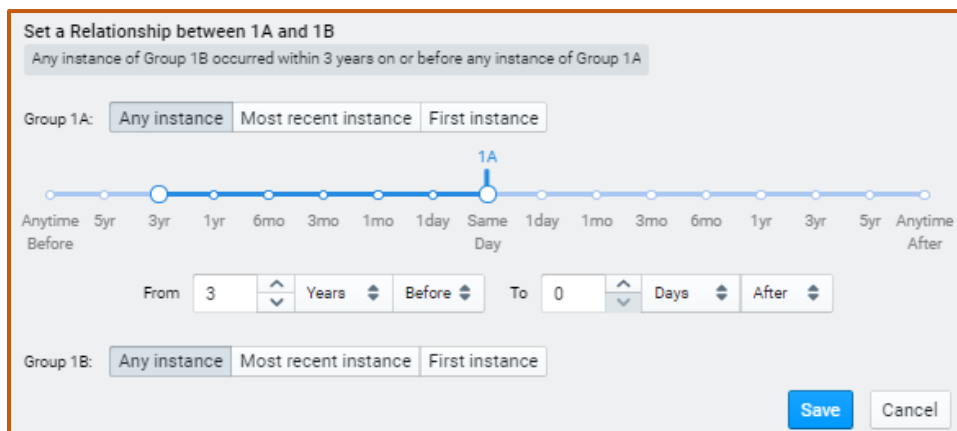 Set a Relationship between 1A and 1B
Any instance of Group 1B occurred within 3 years on or before any instance of Group 1A
Group 1A: Any instance Most recent instance First instance
1A
Anytime Before 5yr 3yr 1yr 6mo 3mo 1mo 1day Same Day 1day 1mo 3mo 6mo 1yr 3yr 5yr Anytime After
From 3 Years Before To 0 Days After
Group 1B: Any instance Most recent instance First instance
Save Cancel